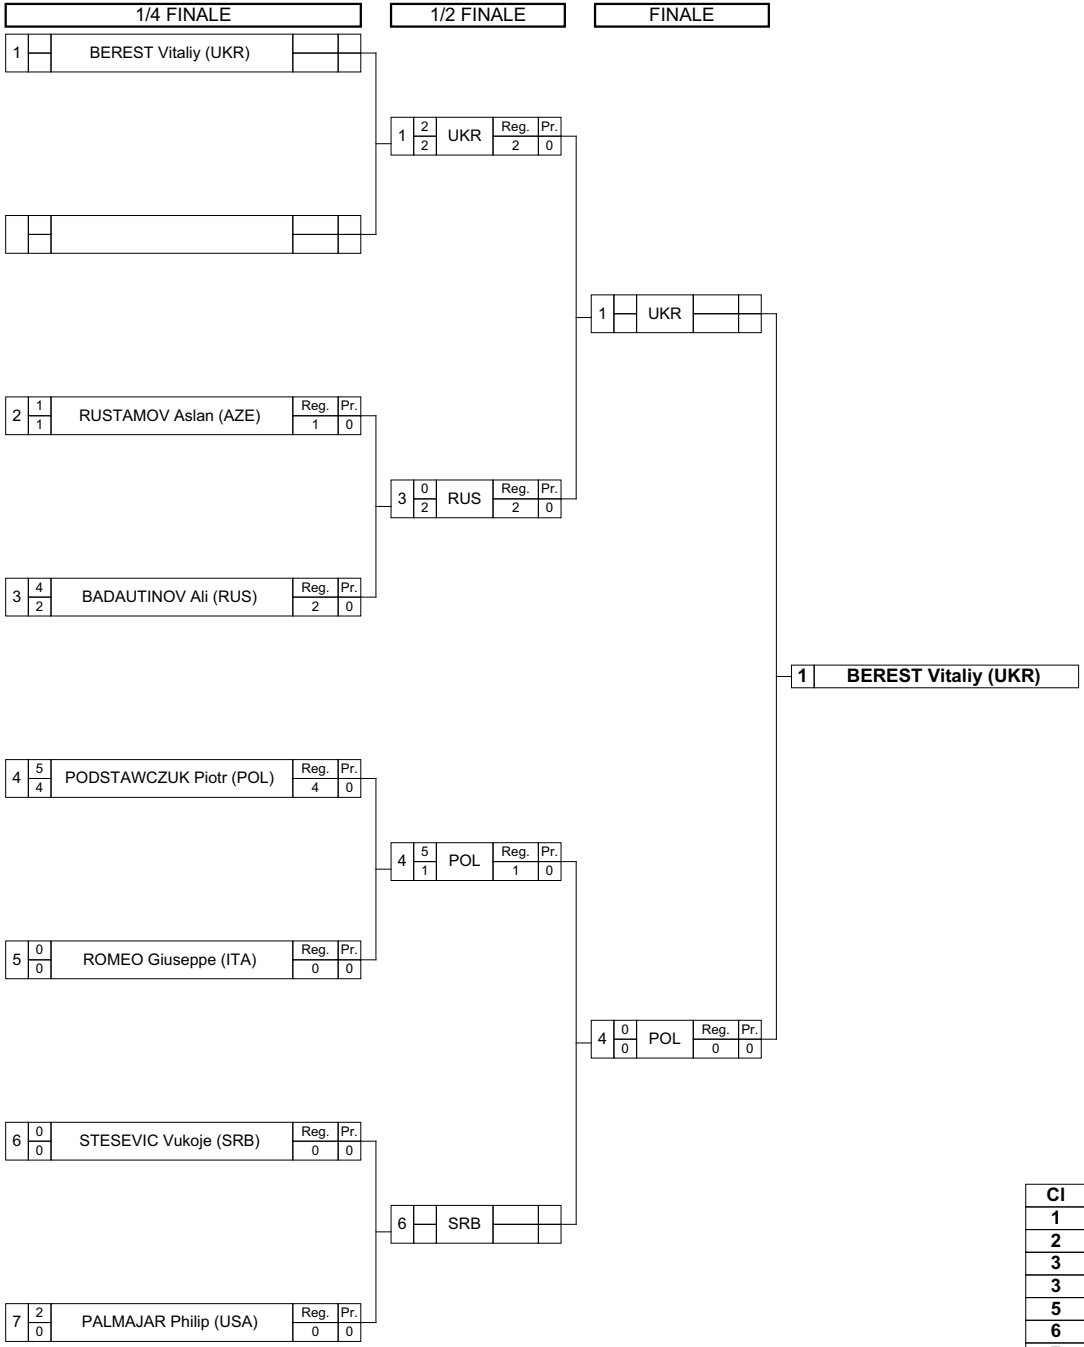 1/4 FINALE 1/2 FINALE FINALE
1 BEREST Vitaliy (UKR)
1 2 2 UKR Reg. Pr. 2 0
1 UKR
2 1 1 RUSTAMOV Aslan (AZE) Reg. Pr. 1 0
3 0 2 RUS Reg. Pr. 2 0
3 4 2 BADAUTINOV Ali (RUS) Reg. Pr. 2 0
1 BEREST Vitaliy (UKR)
4 5 4 PODSTAWCZUK Piotr (POL) Reg. Pr. 4 0
4 5 1 POL Reg. Pr. 1 0
5 0 0 ROMEO Giuseppe (ITA) Reg. Pr. 0 0
4 0 0 POL Reg. Pr. 0 0
6 0 0 STESEVIC Vukoje (SRB) Reg. Pr. 0 0
6 SRB
7 2 0 PALMAJAR Philip (USA) Reg. Pr. 0 0
Cl
1
2
3
3
5
6